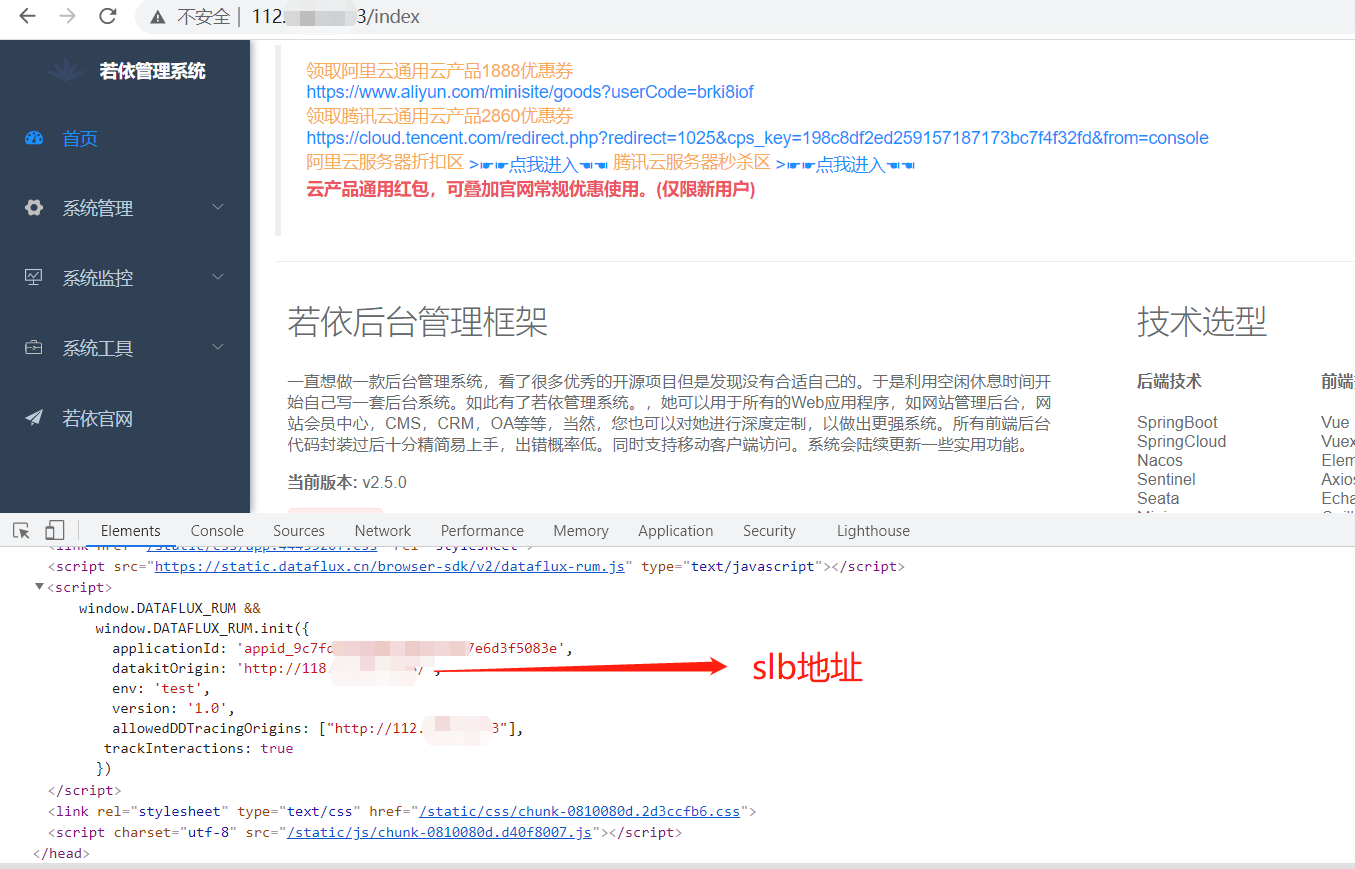 不安全 | 112. 3/index
若依管理系统
首页
系统管理
系统监控
系统工具
若依官网
领取阿里云通用云产品1888优惠券
https://www.aliyun.com/minisite/goods?userCode=brki8iof
领取腾讯云通用云产品2860优惠券
https://cloud.tencent.com/redirect.php?redirect=1025&cps_key=198c8df2ed259157187173bc7f4f32fd&from=console
阿里云服务器折扣区 >☛☛点我进入☚☚ 腾讯云服务器秒杀区 >☛☛点我进入☚☚
云产品通用红包，可叠加官网常规优惠使用。(仅限新用户)
若依后台管理框架
一直想做一款后台管理系统，看了很多优秀的开源项目但是发现没有合适自己的。于是利用空闲休息时间开
始自己写一套后台系统。如此有了若依管理系统。，她可以用于所有的Web应用程序，如网站管理后台，网
站会员中心，CMS，CRM，OA等等，当然，您也可以对她进行深度定制，以做出更强系统。所有前端后台
代码封装过后十分精简易上手，出错概率低。同时支持移动客户端访问。系统会陆续更新一些实用功能。
当前版本: v2.5.0
技术选型
后端技术
SpringBoot
SpringCloud
Nacos
Sentinel
Seata
前端
Vue
Vuex
Elem
Axios
Echa
Elements Console Sources Network Performance Memory Application Security Lighthouse
<script src="https://static.dataflux.cn/browser-sdk/v2/dataflux-rum.js" type="text/javascript"></script>
<script>
window.DATAFLUX_RUM &&
window.DATAFLUX_RUM.init({
applicationId: 'appid_9c7fd 7e6d3f5083e',
datakitOrigin: 'http://118. /',
slb地址
env: 'test',
version: '1.0',
allowedDDTracingOrigins: ["http://112. 3"],
trackInteractions: true
})
</script>
<link rel="stylesheet" type="text/css" href="/static/css/chunk-0810080d.2d3ccfb6.css">
<script charset="utf-8" src="/static/js/chunk-0810080d.d40f8007.js"></script>
</head>